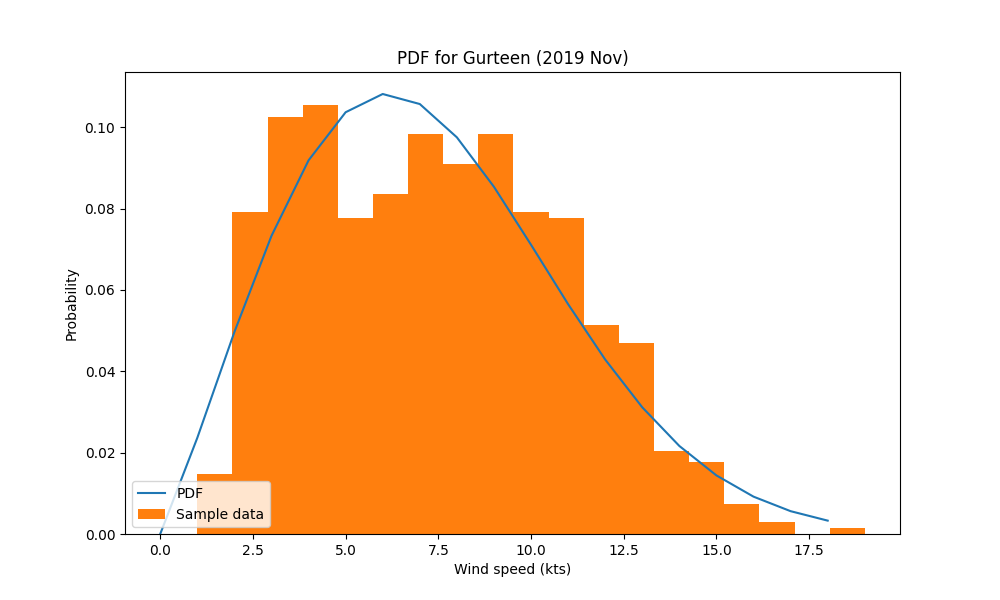 PDF for Gurteen (2019 Nov)
Probability
0.10
0.08
0.06
0.04
0.02
0.00
PDF
Sample data
0.0 2.5 5.0 7.5 10.0 12.5 15.0 17.5
Wind speed (kts)